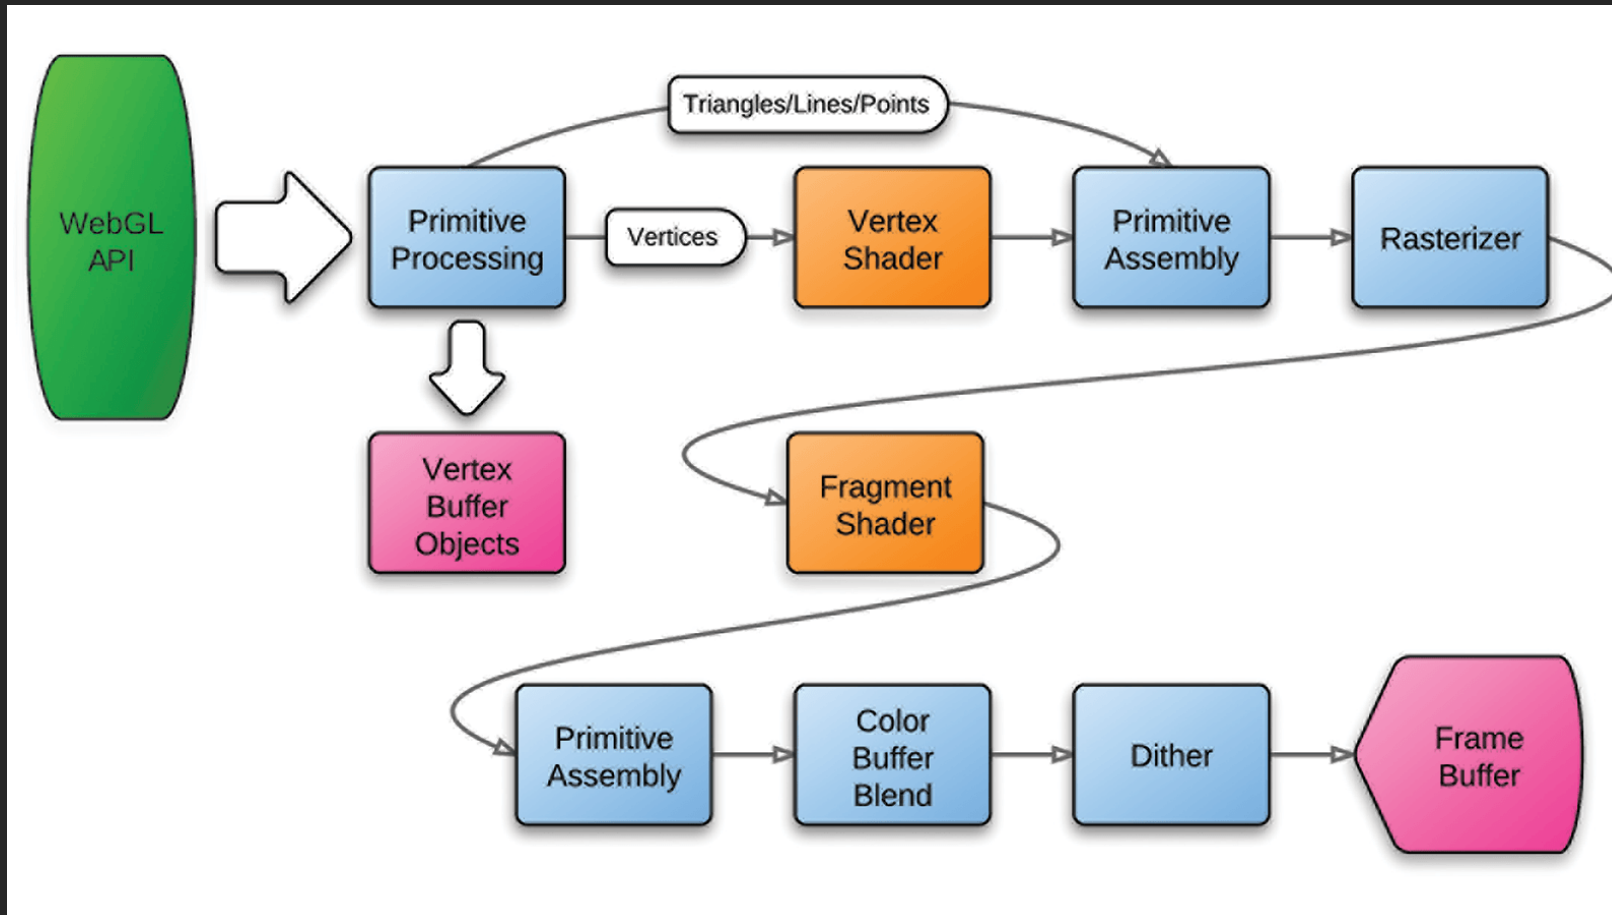 WebGL
API
Triangles/Lines/Points
Primitive
Processing
Vertices
Vertex
Shader
Primitive
Assembly
Rasterizer
Vertex
Buffer
Objects
Fragment
Shader
Primitive
Assembly
Color
Buffer
Blend
Dither
Frame
Buffer